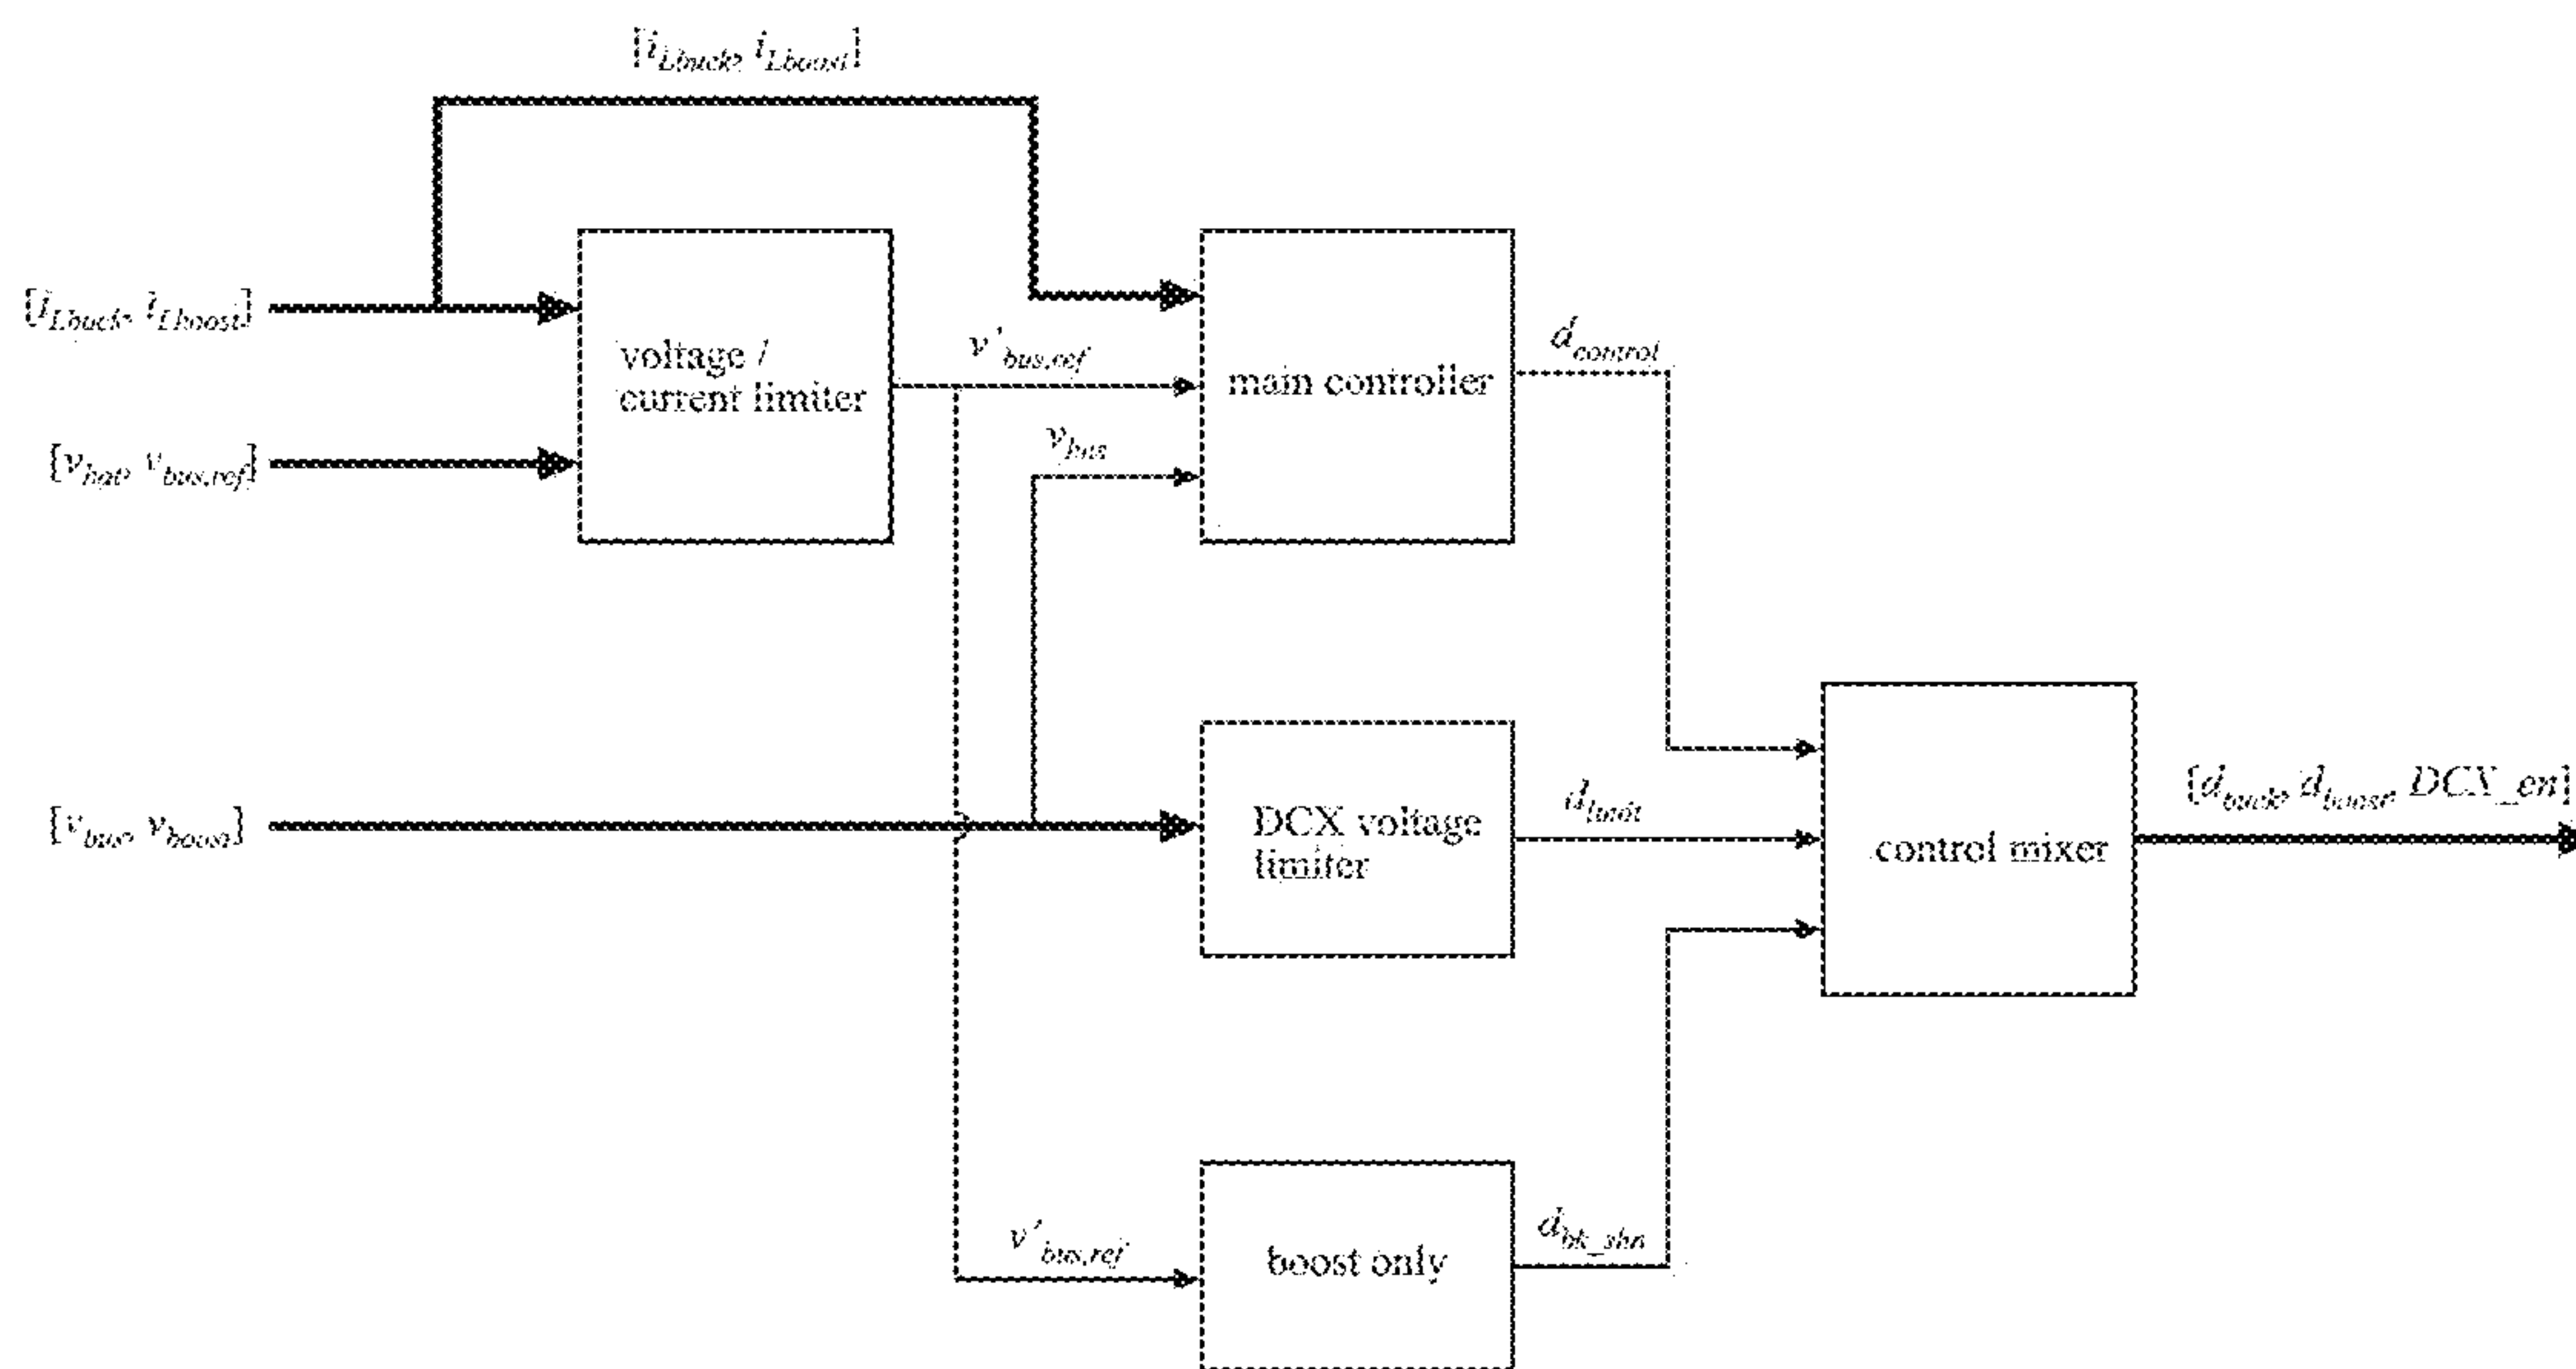 [i_Lbuck, i_Lboost]
[i_Lbuck, i_Lboost]
voltage /
current limiter
v'_bus,ref
main controller
d_control
[v_bat, v_bus,ref]
v_bus
[v_bus, v_boost]
DCX voltage
limiter
d_limit
control mixer
[d_buck, d_boost, DCX_en]
v'_bus,ref
boost only
d_bk_shn